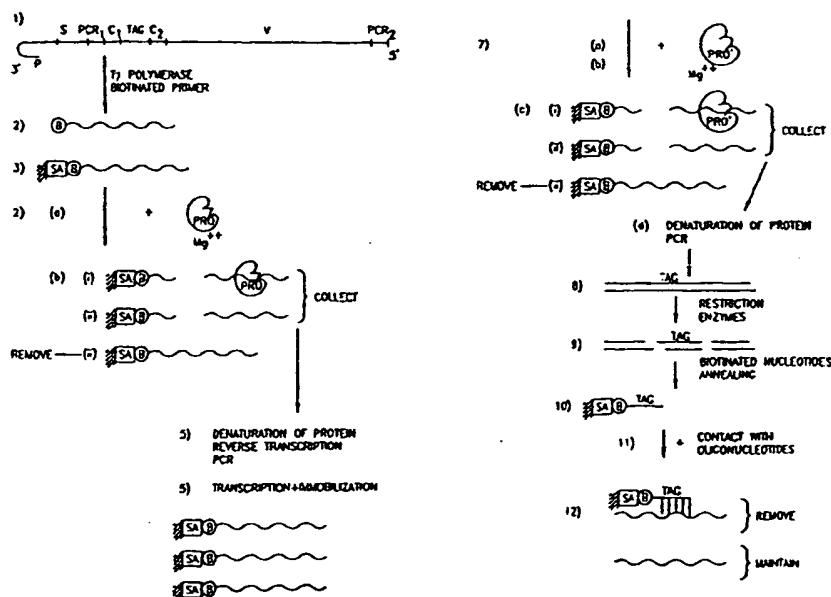 1)
S PCR1 C1 TAG C2 V PCR2
3' P 5'
T7 POLYMERASE
BIOTINATED PRIMER
2) B
3) SA B
2) (a) + PRO
Mg++
(b) (i) SA B PRO
(ii) SA B
COLLECT
REMOVE (ii) SA B
5) DENATURATION OF PROTEIN
REVERSE TRANSCRIPTION
PCR
5) TRANSCRIPTION+IMMOBILIZATION
SA B
SA B
SA B
7) (a) + PRO'
(b) Mg++
(c) (i) SA B PRO'
COLLECT
(ii) SA B
REMOVE (ii) SA B
(d) DENATURATION OF PROTEIN
PCR
8) TAG
RESTRICTION
ENZYMES
9) TAG
BIOTINATED NUCLEOTIDES
ANNEALING
10) SA B TAG
11) + CONTACT WITH
OLIGONUCLEOTIDES
12) SA B TAG
REMOVE
MAINTAIN